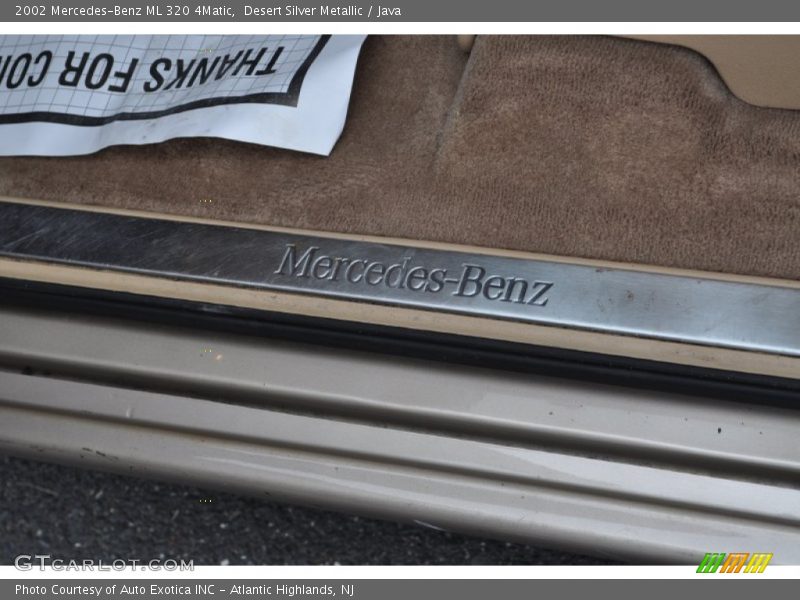 2002 Mercedes-Benz ML 320 4Matic,  Desert Silver Metallic / Java
THANKS FOR
Mercedes-Benz
GTCARLOT.COM
Photo Courtesy of Auto Exotica INC - Atlantic Highlands, NJ